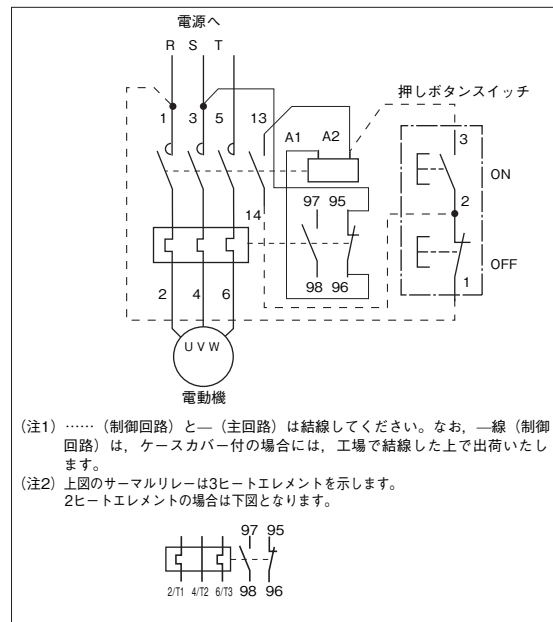 電源へ
R S T
押しボタンスイッチ
1 3 5 13
A1 A2
3
ON
97 95
2
14
OFF
98 96
1
2 4 6
U V W
電動機
(注1) ……(制御回路)と―(主回路)は結線してください。なお,―線(制御
回路)は,ケースカバー付の場合には,工場で結線した上で出荷いたし
ます。
(注2) 上図のサーマルリレーは3ヒートエレメントを示します。
2ヒートエレメントの場合は下図となります。
97 95
2/T1 4/T2 6/T3 98 96